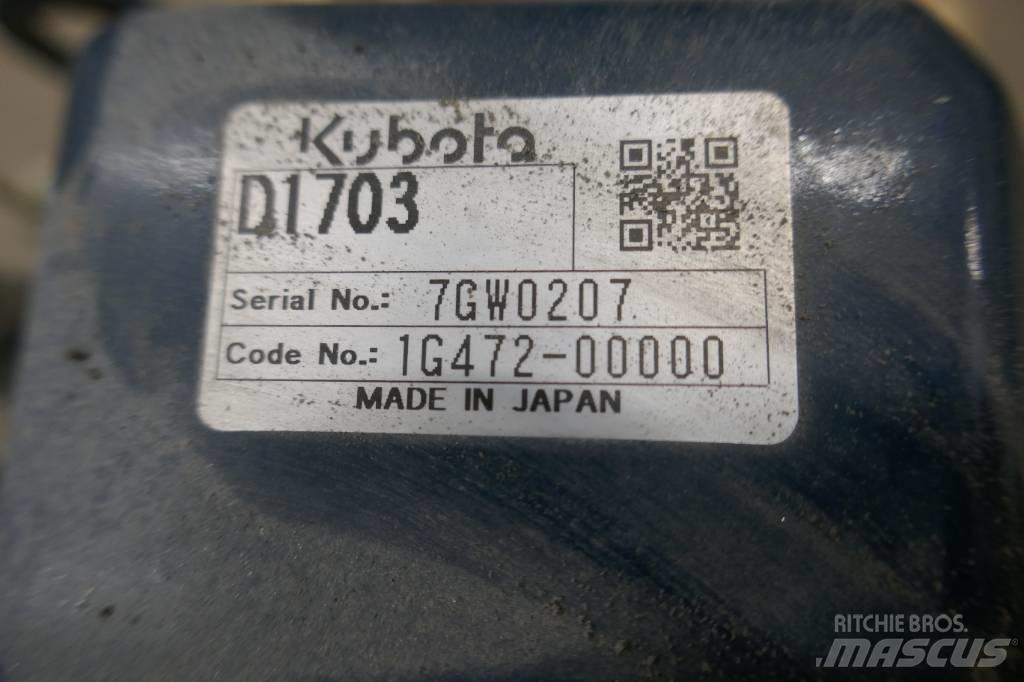 Kubota
D1703
Serial No.: 7GW0207
Code No.: 1G472-00000
MADE IN JAPAN
RITCHIE BROS.
MASCUS